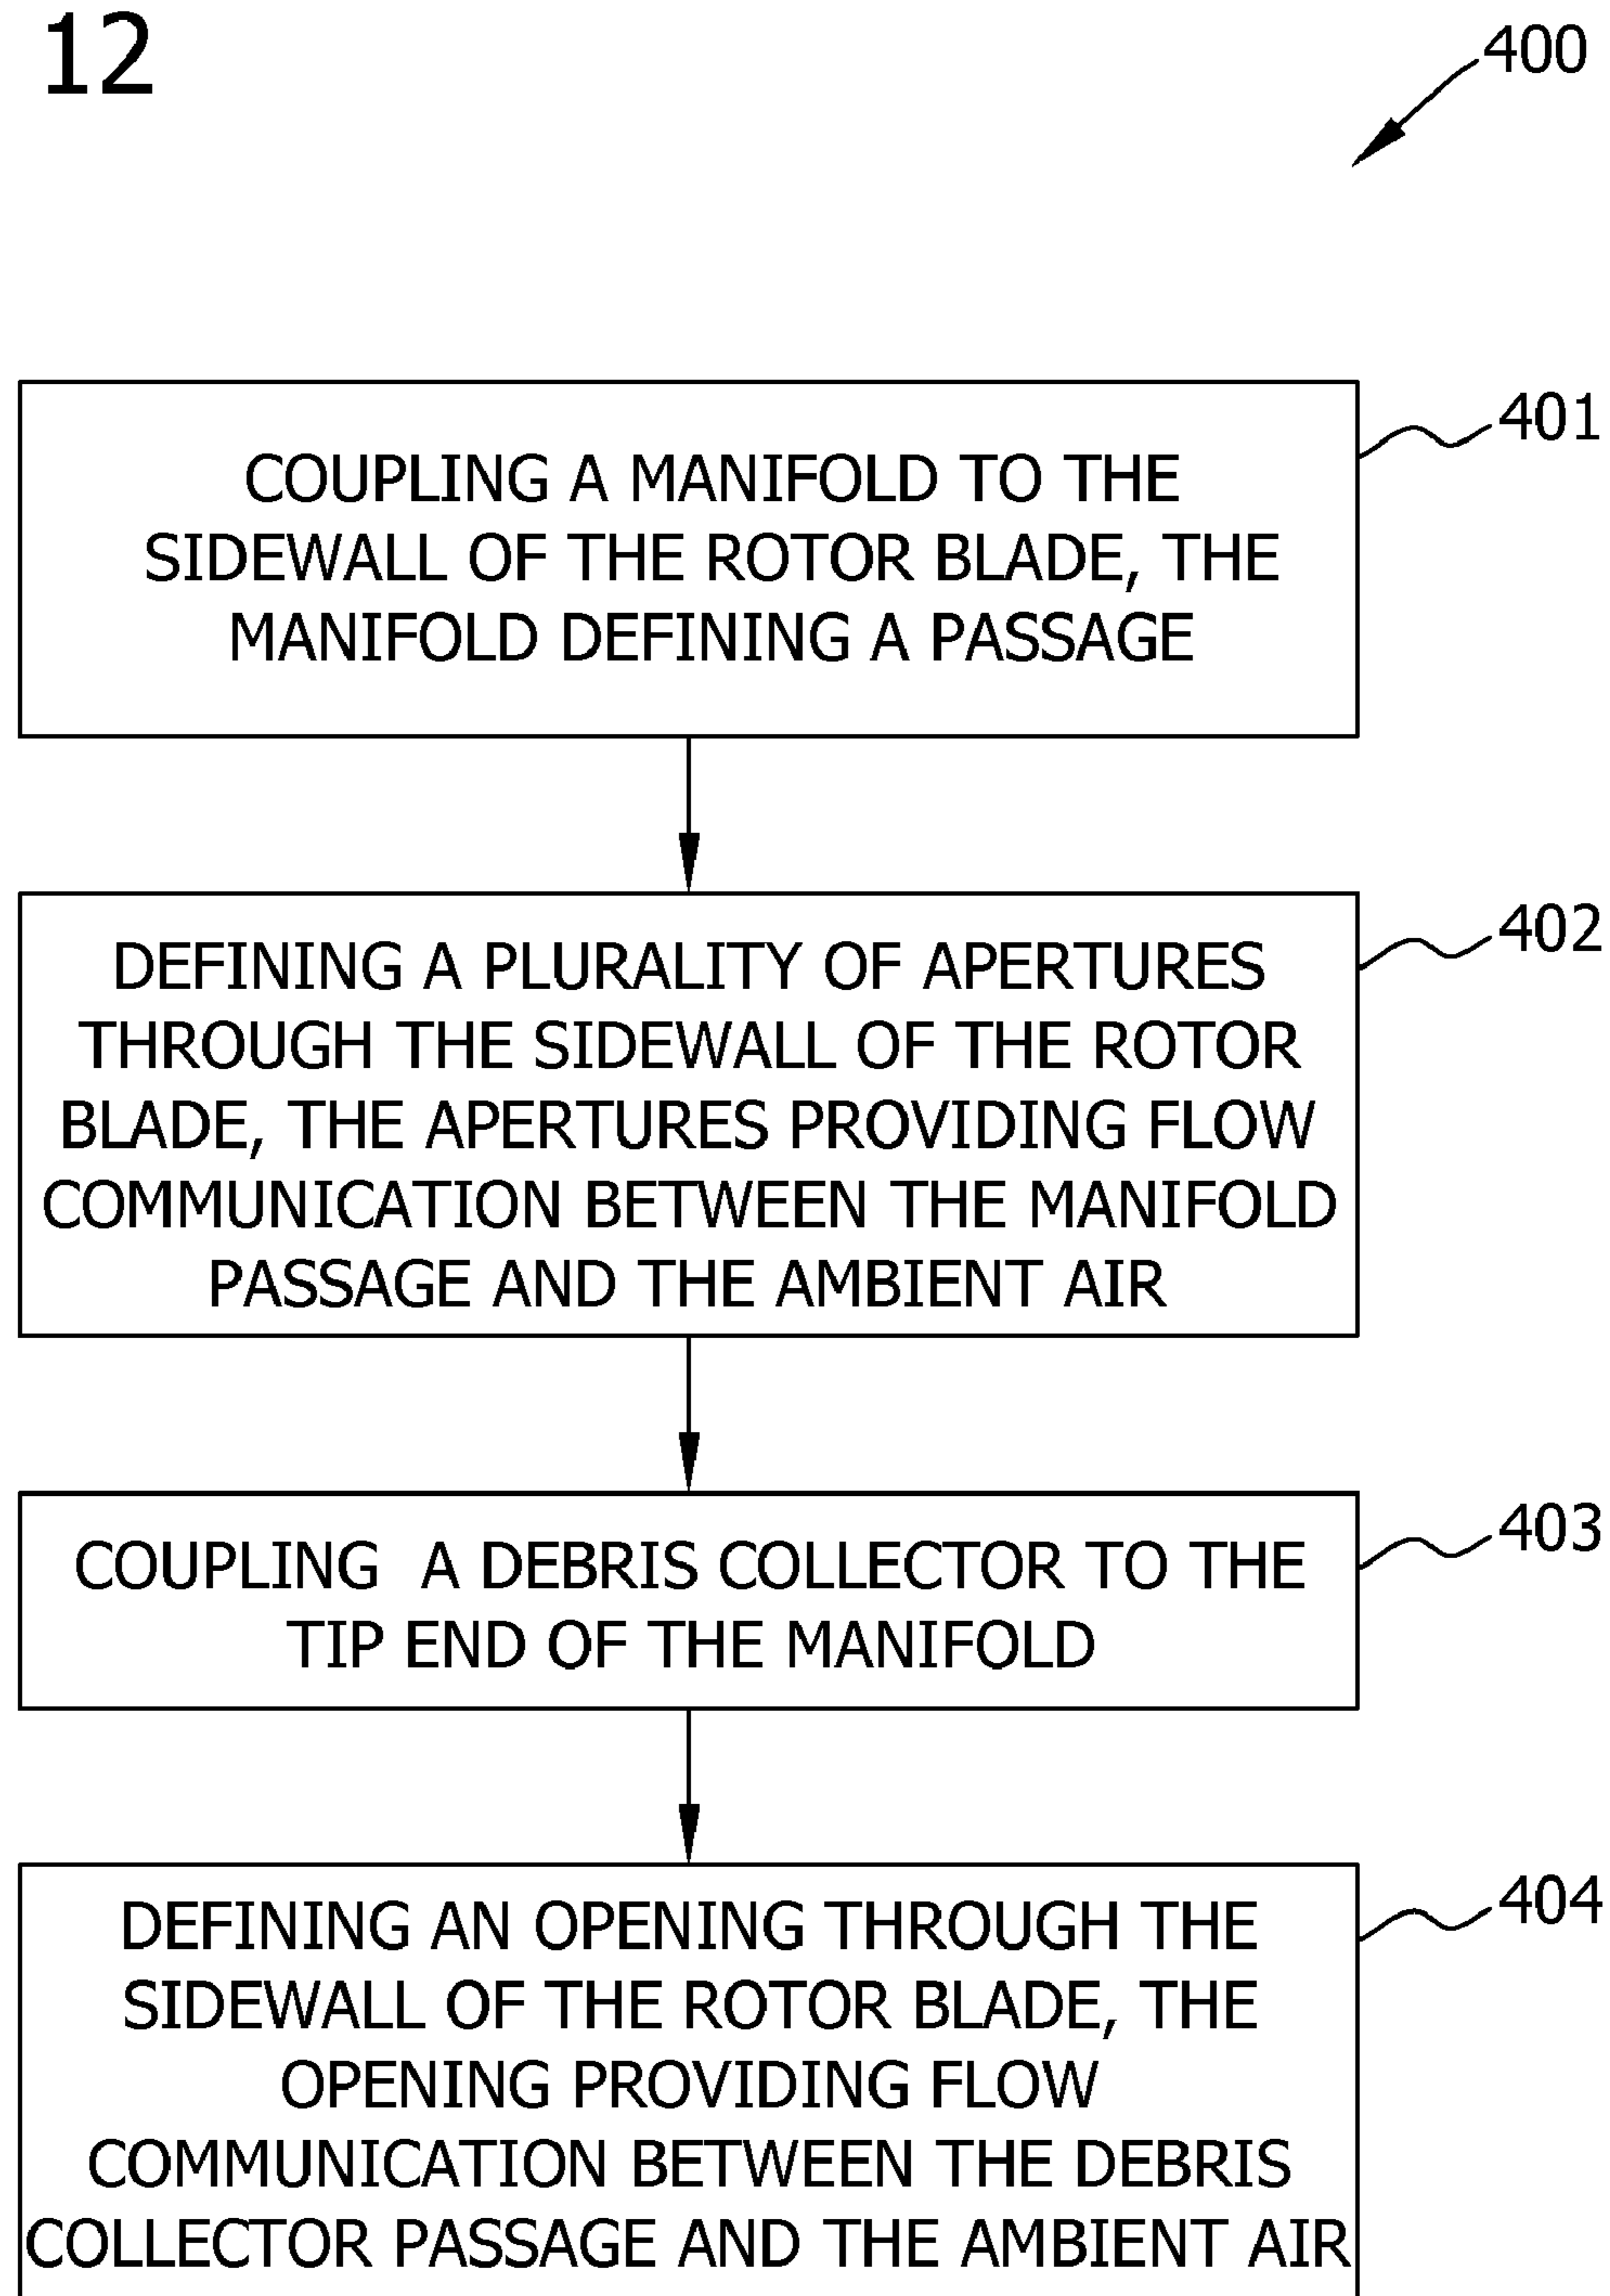 12
400
401
COUPLING A MANIFOLD TO THE
SIDEWALL OF THE ROTOR BLADE, THE
MANIFOLD DEFINING A PASSAGE
402
DEFINING A PLURALITY OF APERTURES
THROUGH THE SIDEWALL OF THE ROTOR
BLADE, THE APERTURES PROVIDING FLOW
COMMUNICATION BETWEEN THE MANIFOLD
PASSAGE AND THE AMBIENT AIR
403
COUPLING A DEBRIS COLLECTOR TO THE
TIP END OF THE MANIFOLD
404
DEFINING AN OPENING THROUGH THE
SIDEWALL OF THE ROTOR BLADE, THE
OPENING PROVIDING FLOW
COMMUNICATION BETWEEN THE DEBRIS
COLLECTOR PASSAGE AND THE AMBIENT AIR